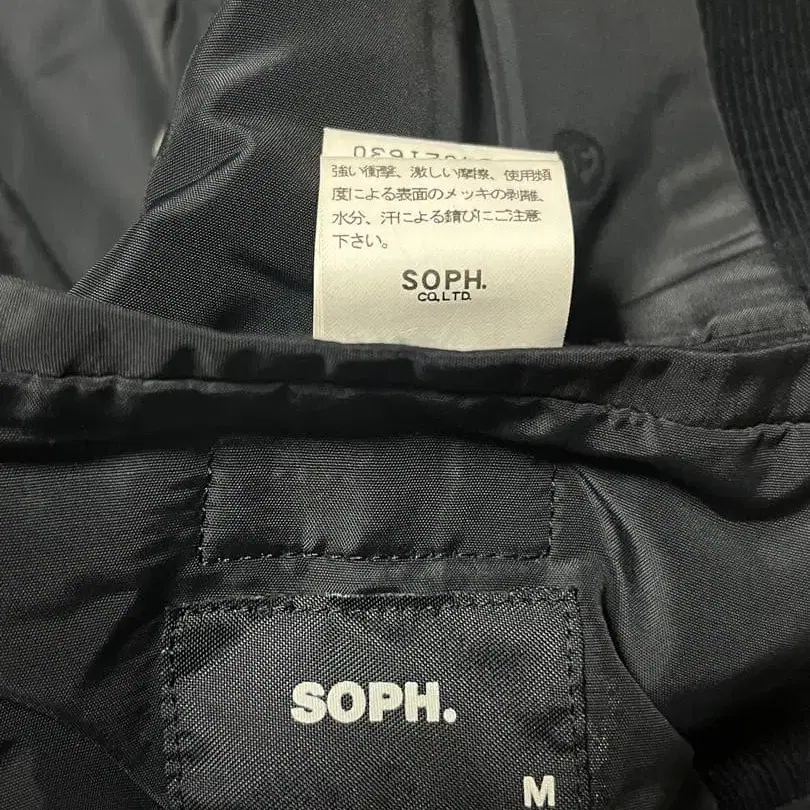 強い衝撃、激しい摩擦、使用頻
度による表面のメッキの剥離、
水分、汗による錆びにご注意
下さい。
SOPH.
CO.,LTD.
SOPH.
M